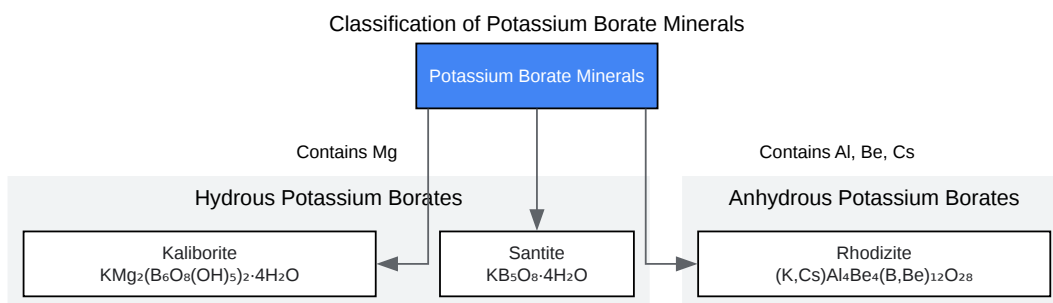 Classification of Potassium Borate Minerals
Potassium Borate Minerals
Contains Mg
Contains Al, Be, Cs
Hydrous Potassium Borates
Anhydrous Potassium Borates
Kaliborite
KMg₂(B₆O₈(OH)₅)₂·4H₂O
Santite
KB₅O₈·4H₂O
Rhodizite
(K,Cs)Al₄Be₄(B,Be)₁₂O₂₈